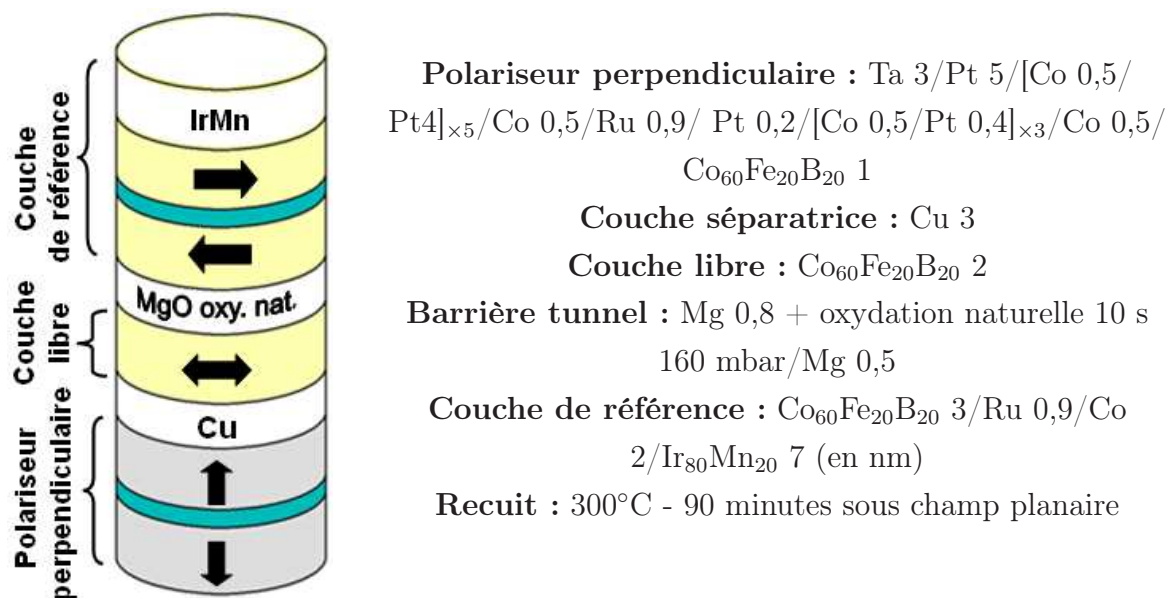 Couche
de référence
IrMn
MgO oxy. nat.
Couche
libre
Cu
Polariseur
perpendiculaire
Polariseur perpendiculaire : Ta 3/Pt 5/[Co 0,5/
Pt4]×5/Co 0,5/Ru 0,9/ Pt 0,2/[Co 0,5/Pt 0,4]×3/Co 0,5/
Co60Fe20B20 1
Couche séparatrice : Cu 3
Couche libre : Co60Fe20B20 2
Barrière tunnel : Mg 0,8 + oxydation naturelle 10 s
160 mbar/Mg 0,5
Couche de référence : Co60Fe20B20 3/Ru 0,9/Co
2/Ir80Mn20 7 (en nm)
Recuit : 300°C - 90 minutes sous champ planaire